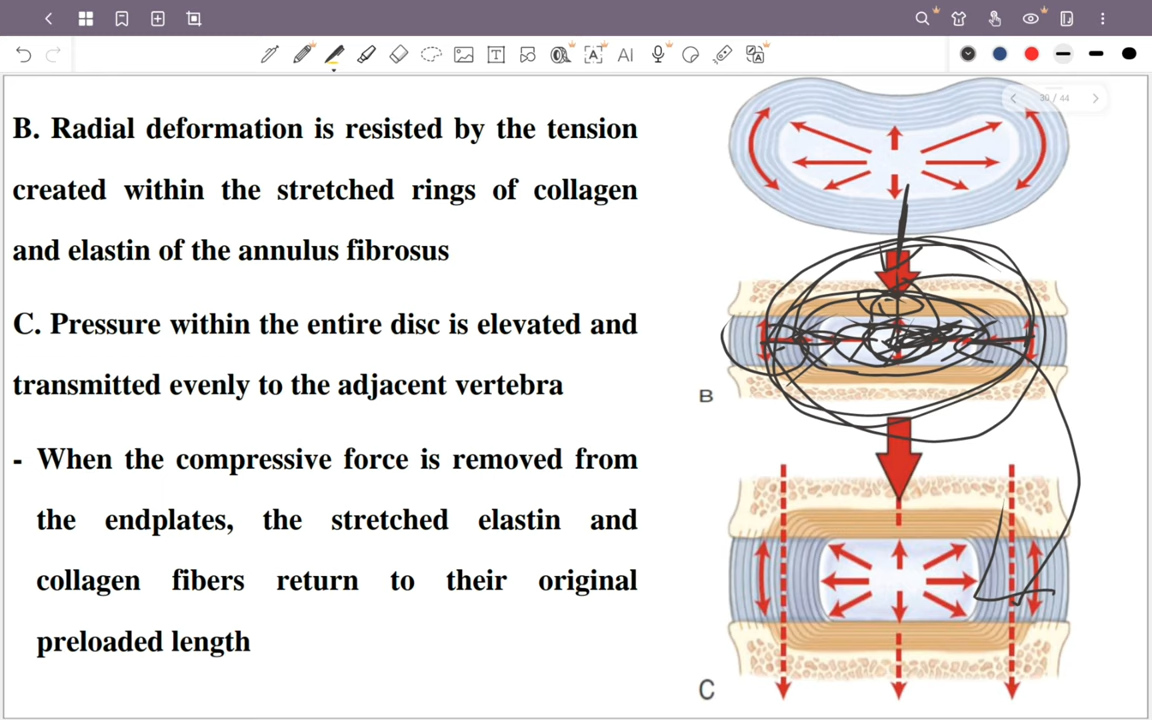 30 / 44
B. Radial deformation is resisted by the tension
created within the stretched rings of collagen
and elastin of the annulus fibrosus
C. Pressure within the entire disc is elevated and
transmitted evenly to the adjacent vertebra
- When the compressive force is removed from
the endplates, the stretched elastin and
collagen fibers return to their original
preloaded length
B
C